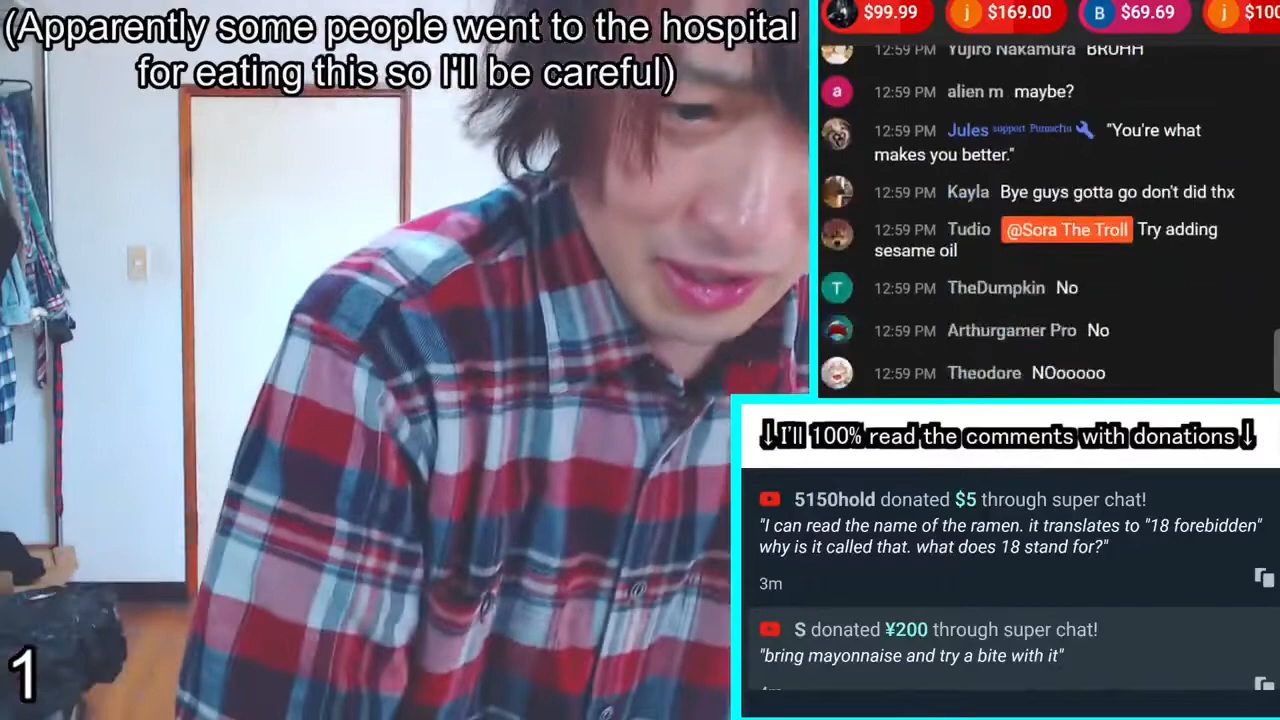 (Apparently some people went to the hospital
for eating this so I'll be careful)
1
$99.99
j $169.00
B $69.69
j $100
12:59 PM Yujiro Nakamura BRUHH
a 12:59 PM alien m maybe?
12:59 PM Jules support "You're what
makes you better."
12:59 PM Kayla Bye guys gotta go don't did thx
12:59 PM Tudio @Sora The Troll Try adding
sesame oil
T 12:59 PM TheDumpkin No
12:59 PM Arthurgamer Pro No
12:59 PM Theodore NOooooo
↓I'll 100% read the comments with donations↓
5150hold donated $5 through super chat!
"I can read the name of the ramen. it translates to "18 forebidden"
why is it called that. what does 18 stand for?"
3m
S donated ¥200 through super chat!
"bring mayonnaise and try a bite with it"